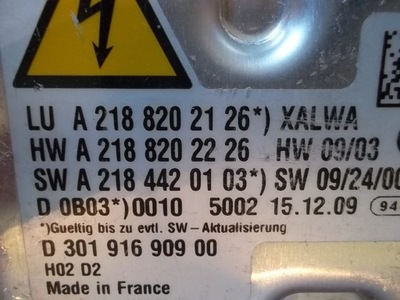 LU A 218 820 21 26*) XALWA
HW A 218 820 22 26 HW 09/03
SW A 218 442 01 03*) SW 09/24/00
D 0B03*)0010 5002 15.12.09 94
*)Gueltig bis zu evtl. SW- Aktualisierung
D 301 916 909 00
H02 D2
Made in France